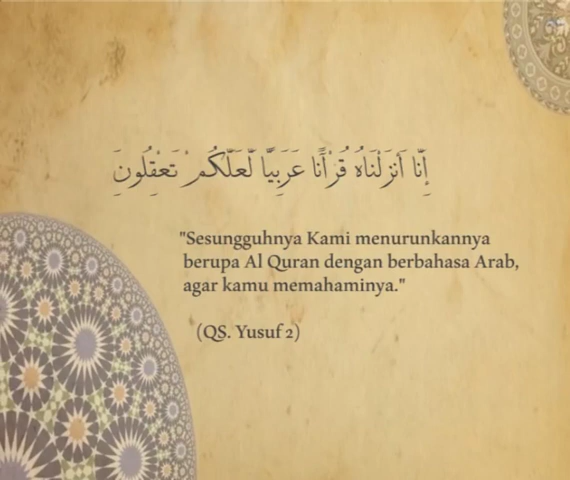 إِنَّا أَنزَلْنَاهُ قُرْآنًا عَرَبِيًّا لَّعَلَّكُمْ تَعْقِلُونَ
"Sesungguhnya Kami menurunkannya
berupa Al Quran dengan berbahasa Arab,
agar kamu memahaminya."
(QS. Yusuf 2)